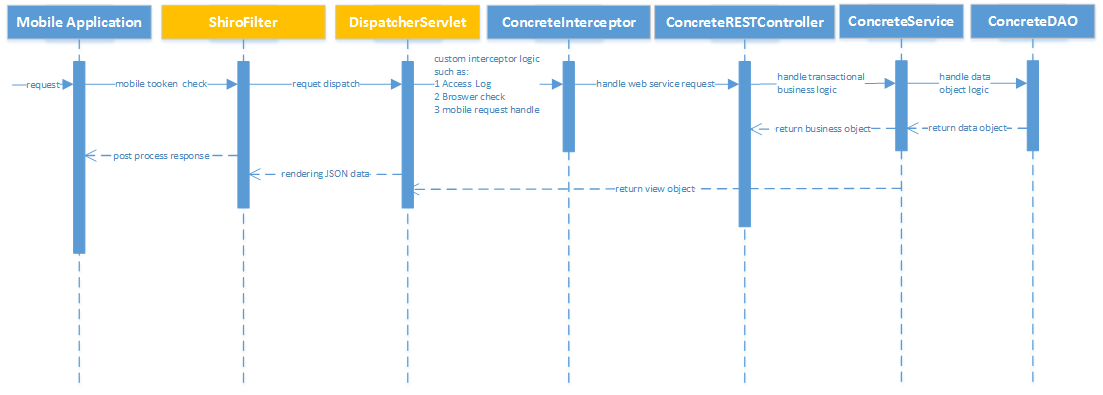 Mobile Application
ShiroFilter
DispatcherServlet
ConcreteInterceptor
ConcreteRESTController
ConcreteService
ConcreteDAO
request
mobile tooken check
requet dispatch
custom interceptor logic
such as:
1 Access Log
2 Broswer check
3 mobile request handle
handle web service request
handle transactional
business logic
handle data
object logic
return business object
return data object
post process response
rendering JSON data
return view object